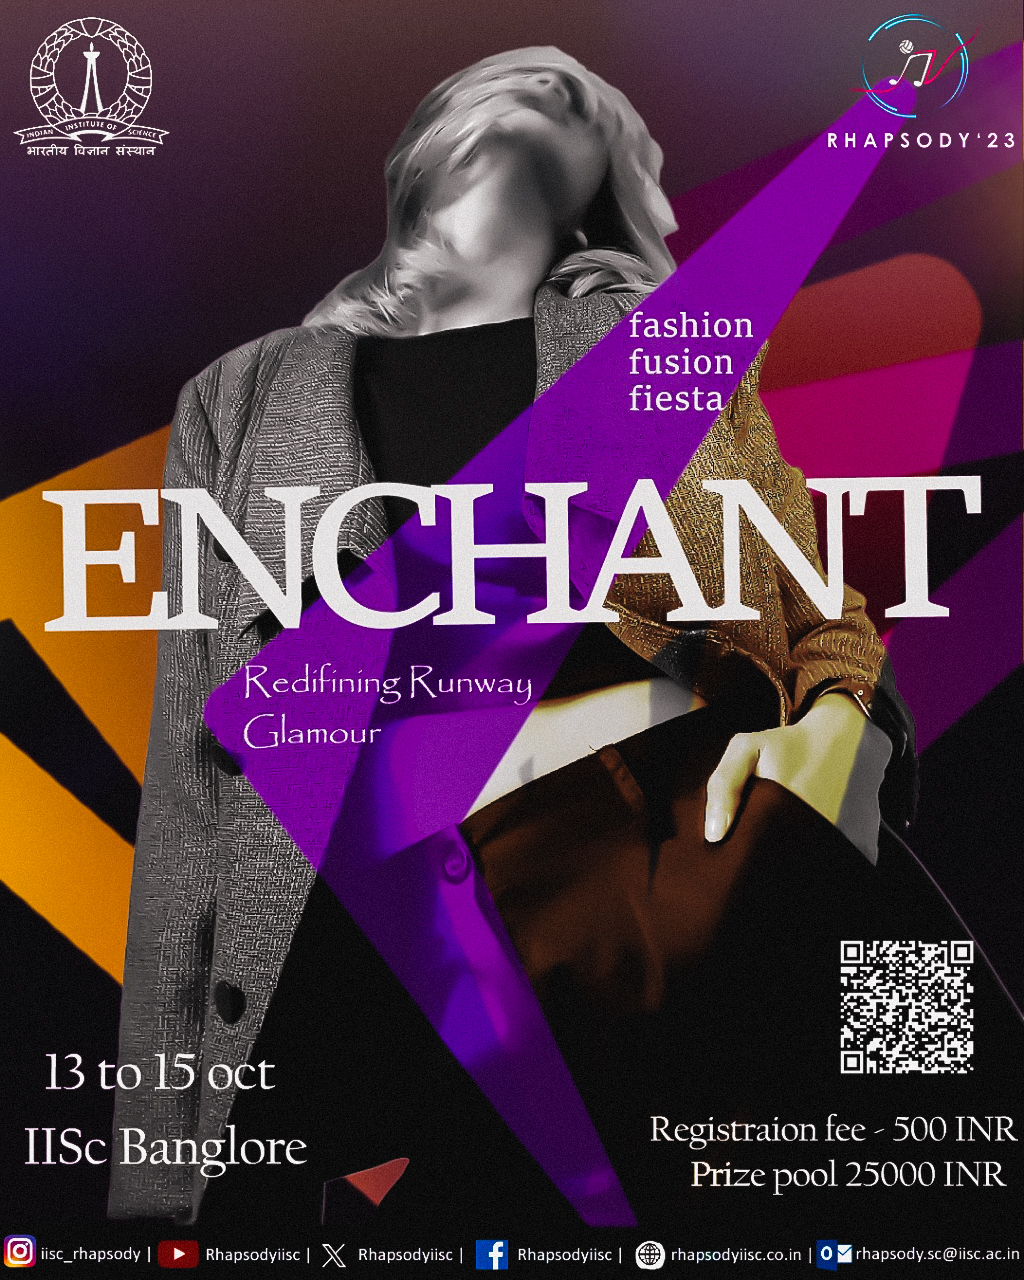 INDIAN INSTITUTE OF SCIENCE
भारतीय विज्ञान संस्थान
RHAPSODY'23
fashion
fusion
fiesta
ENCHANT
Redifining Runway
Glamour
13 to 15 oct
IISc Banglore
Registraion fee - 500 INR
Prize pool 25000 INR
iisc_rhapsody | Rhapsodyiisc | Rhapsodyiisc | Rhapsodyiisc | rhapsodyiisc.co.in | rhapsody.sc@iisc.ac.in